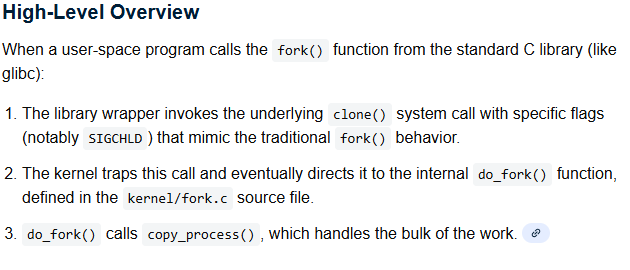 High-Level Overview
When a user-space program calls the fork() function from the standard C library (like
glibc):
1. The library wrapper invokes the underlying clone() system call with specific flags
(notably SIGCHLD ) that mimic the traditional fork() behavior.
2. The kernel traps this call and eventually directs it to the internal do_fork() function,
defined in the kernel/fork.c source file.
3. do_fork() calls copy_process() , which handles the bulk of the work.